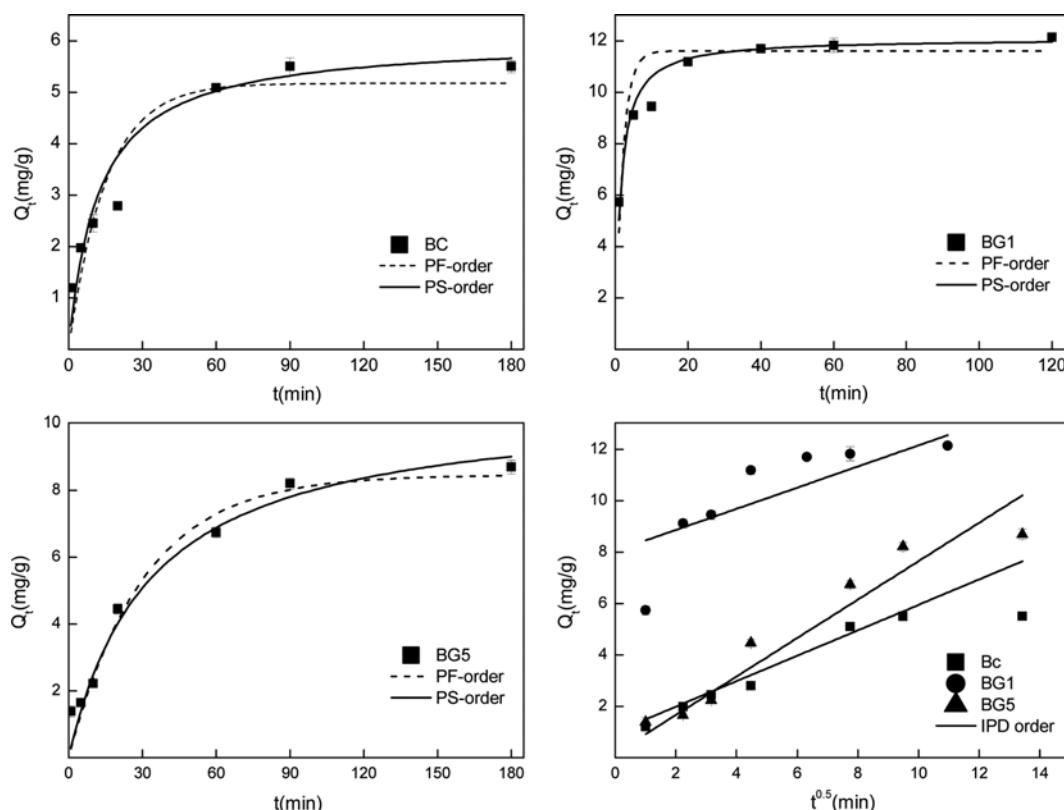 6
5
4
3
2
1
Qt(mg/g)
BC
PF-order
PS-order
0 30 60 90 120 150 180
t(min)
12
10
8
6
4
2
Qt(mg/g)
BG1
PF-order
PS-order
0 20 40 60 80 100 120
t(min)
10
8
6
4
2
Qt(mg/g)
BG5
PF-order
PS-order
0 30 60 90 120 150 180
t(min)
12
10
8
6
4
2
0
Qt(mg/g)
Bc
BG1
BG5
IPD order
0 2 4 6 8 10 12 14
t0.5(min)